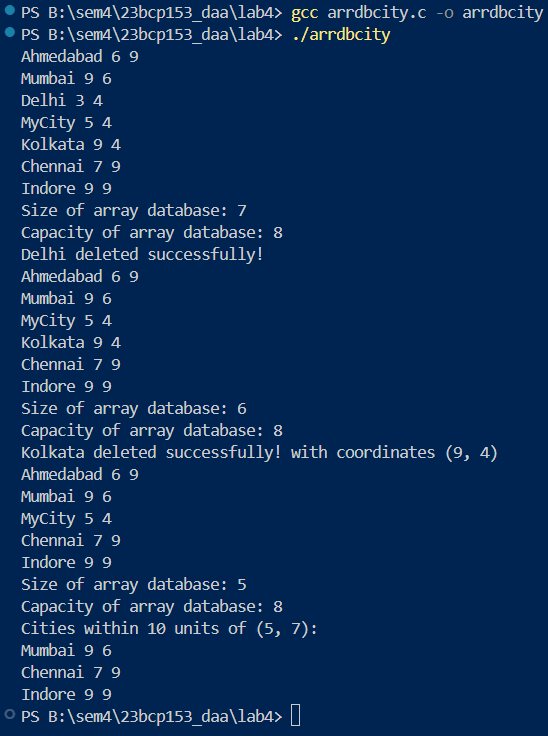 PS B:\sem4\23bcp153_daa\lab4> gcc arrdbcity.c -o arrdbcity
PS B:\sem4\23bcp153_daa\lab4> ./arrdbcity
Ahmedabad 6 9
Mumbai 9 6
Delhi 3 4
MyCity 5 4
Kolkata 9 4
Chennai 7 9
Indore 9 9
Size of array database: 7
Capacity of array database: 8
Delhi deleted successfully!
Ahmedabad 6 9
Mumbai 9 6
MyCity 5 4
Kolkata 9 4
Chennai 7 9
Indore 9 9
Size of array database: 6
Capacity of array database: 8
Kolkata deleted successfully! with coordinates (9, 4)
Ahmedabad 6 9
Mumbai 9 6
MyCity 5 4
Chennai 7 9
Indore 9 9
Size of array database: 5
Capacity of array database: 8
Cities within 10 units of (5, 7):
Mumbai 9 6
Chennai 7 9
Indore 9 9
PS B:\sem4\23bcp153_daa\lab4>